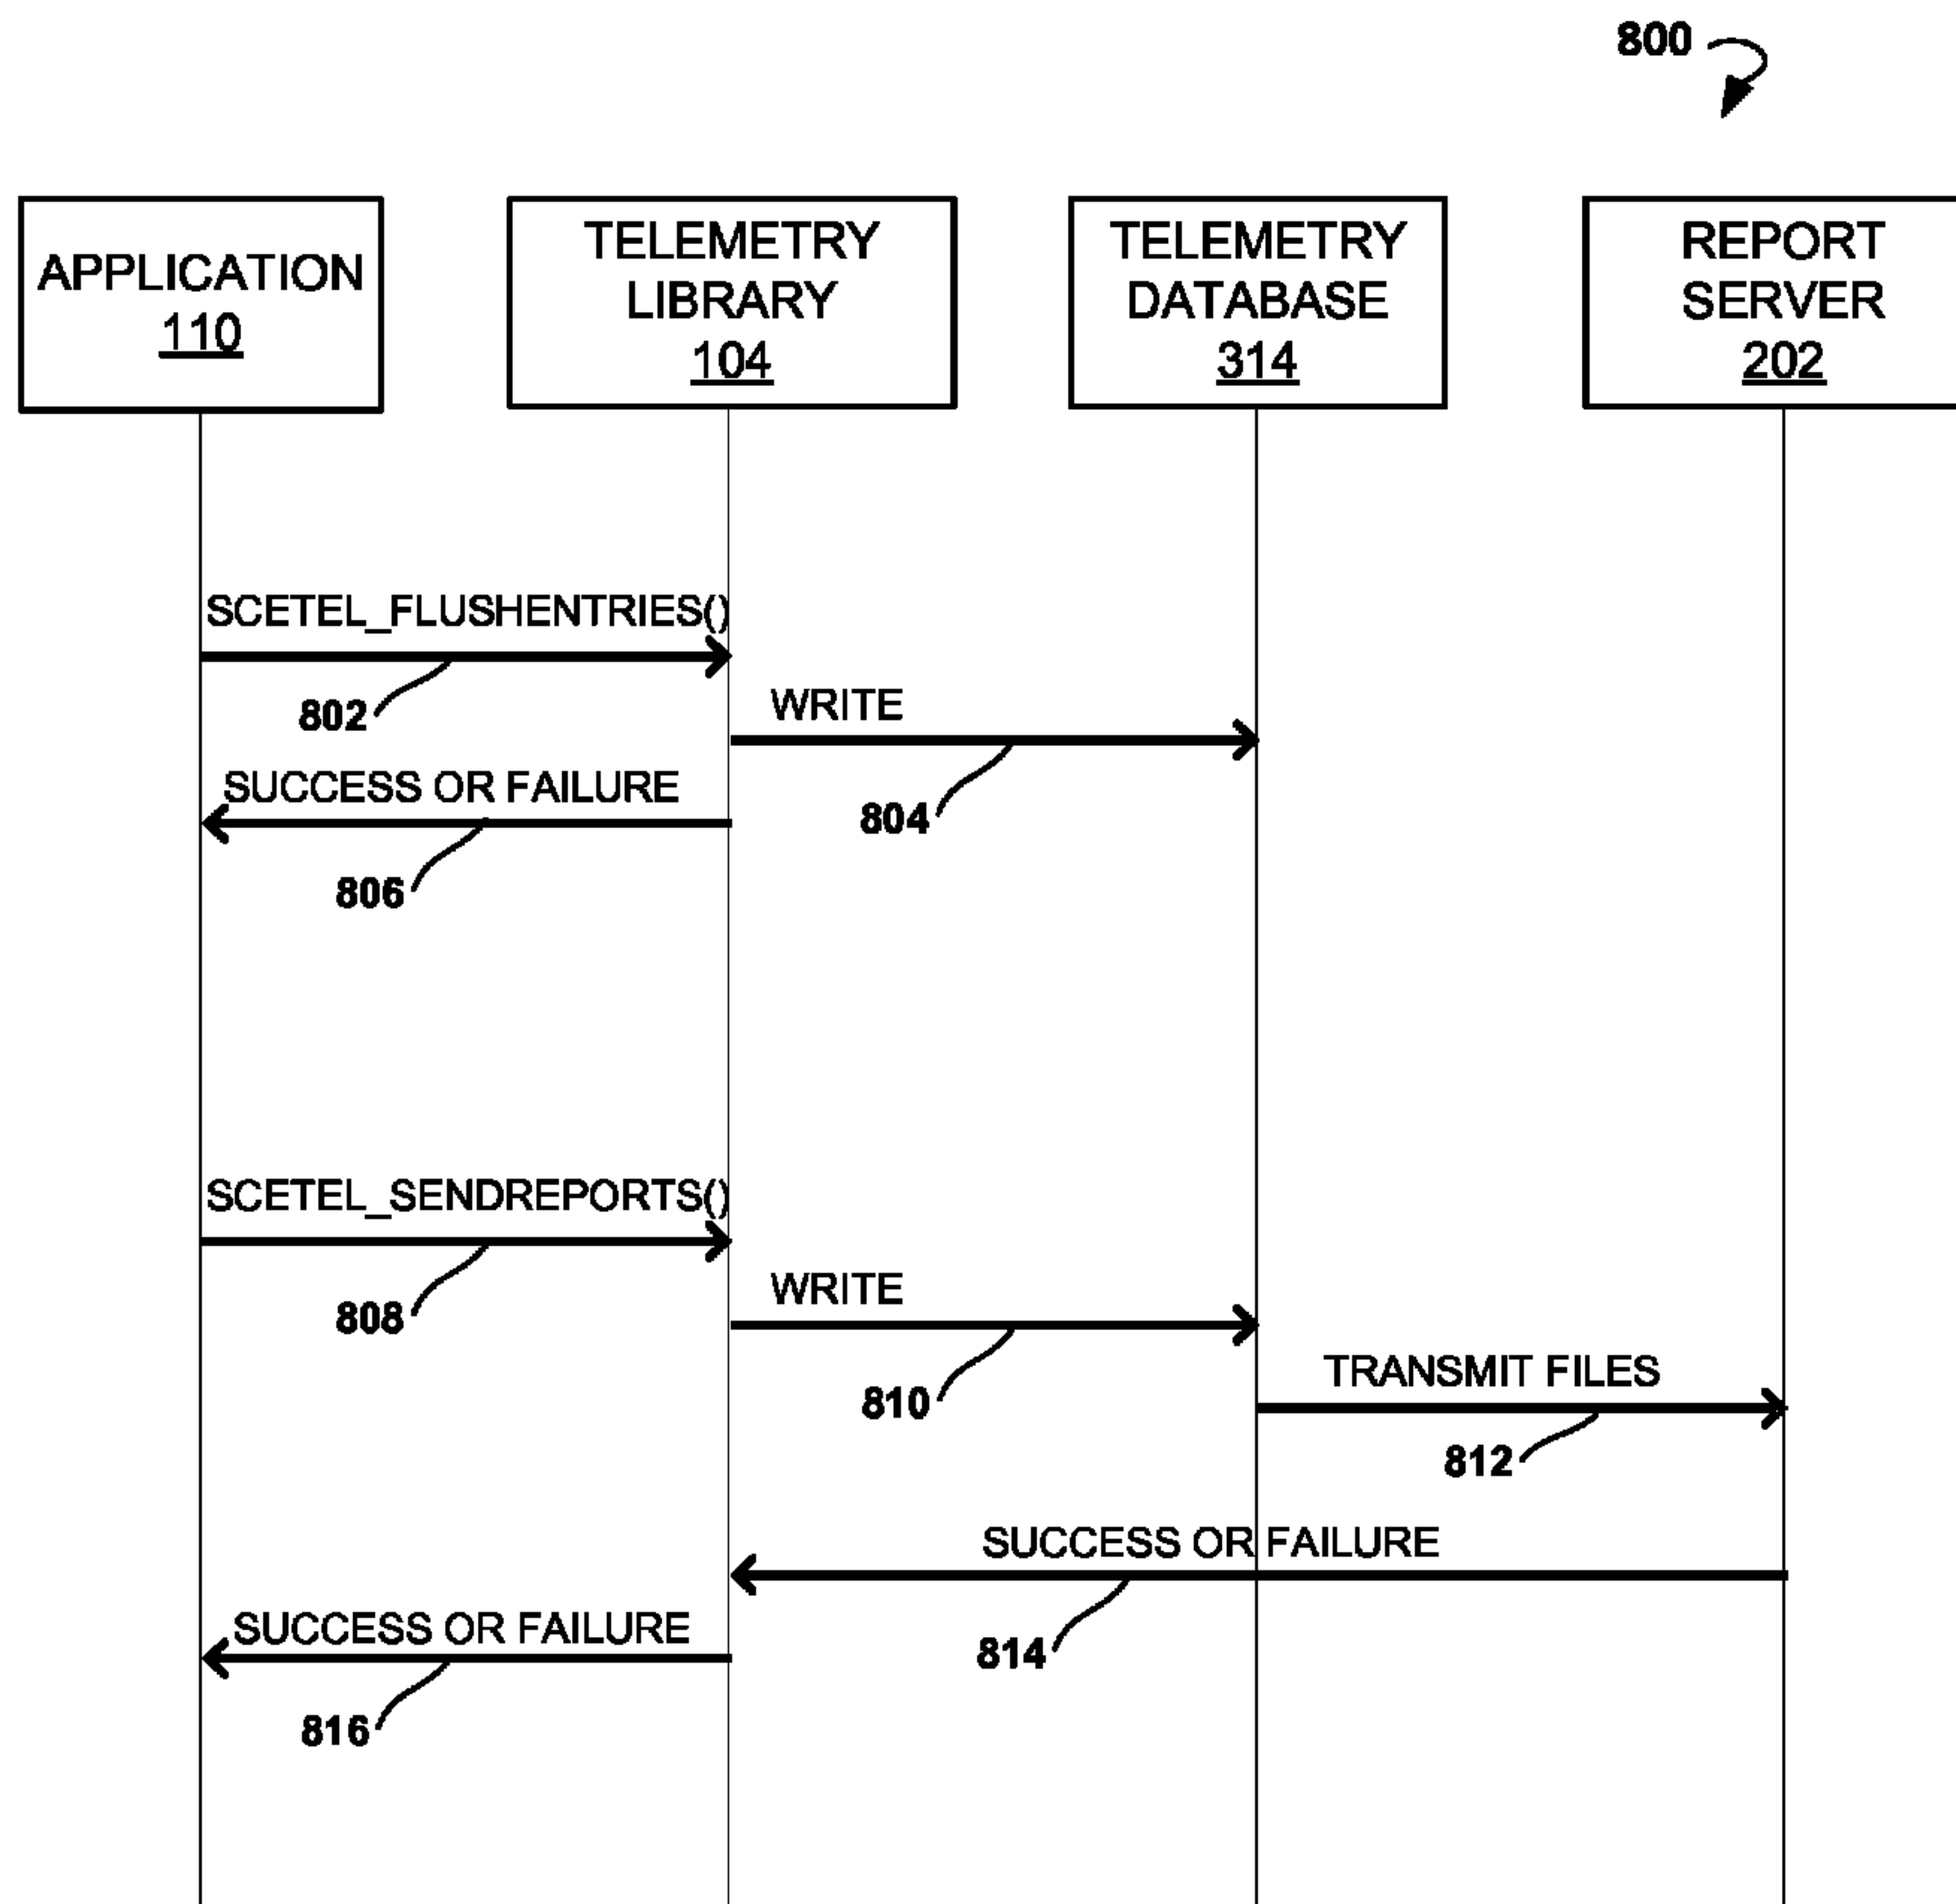 800
APPLICATION
110
TELEMETRY
LIBRARY
104
TELEMETRY
DATABASE
314
REPORT
SERVER
202
SCETEL_FLUSHENTRIES()
802
WRITE
804
SUCCESS OR FAILURE
806
SCETEL_SENDREPORTS()
808
WRITE
810
TRANSMIT FILES
812
SUCCESS OR FAILURE
814
SUCCESS OR FAILURE
816